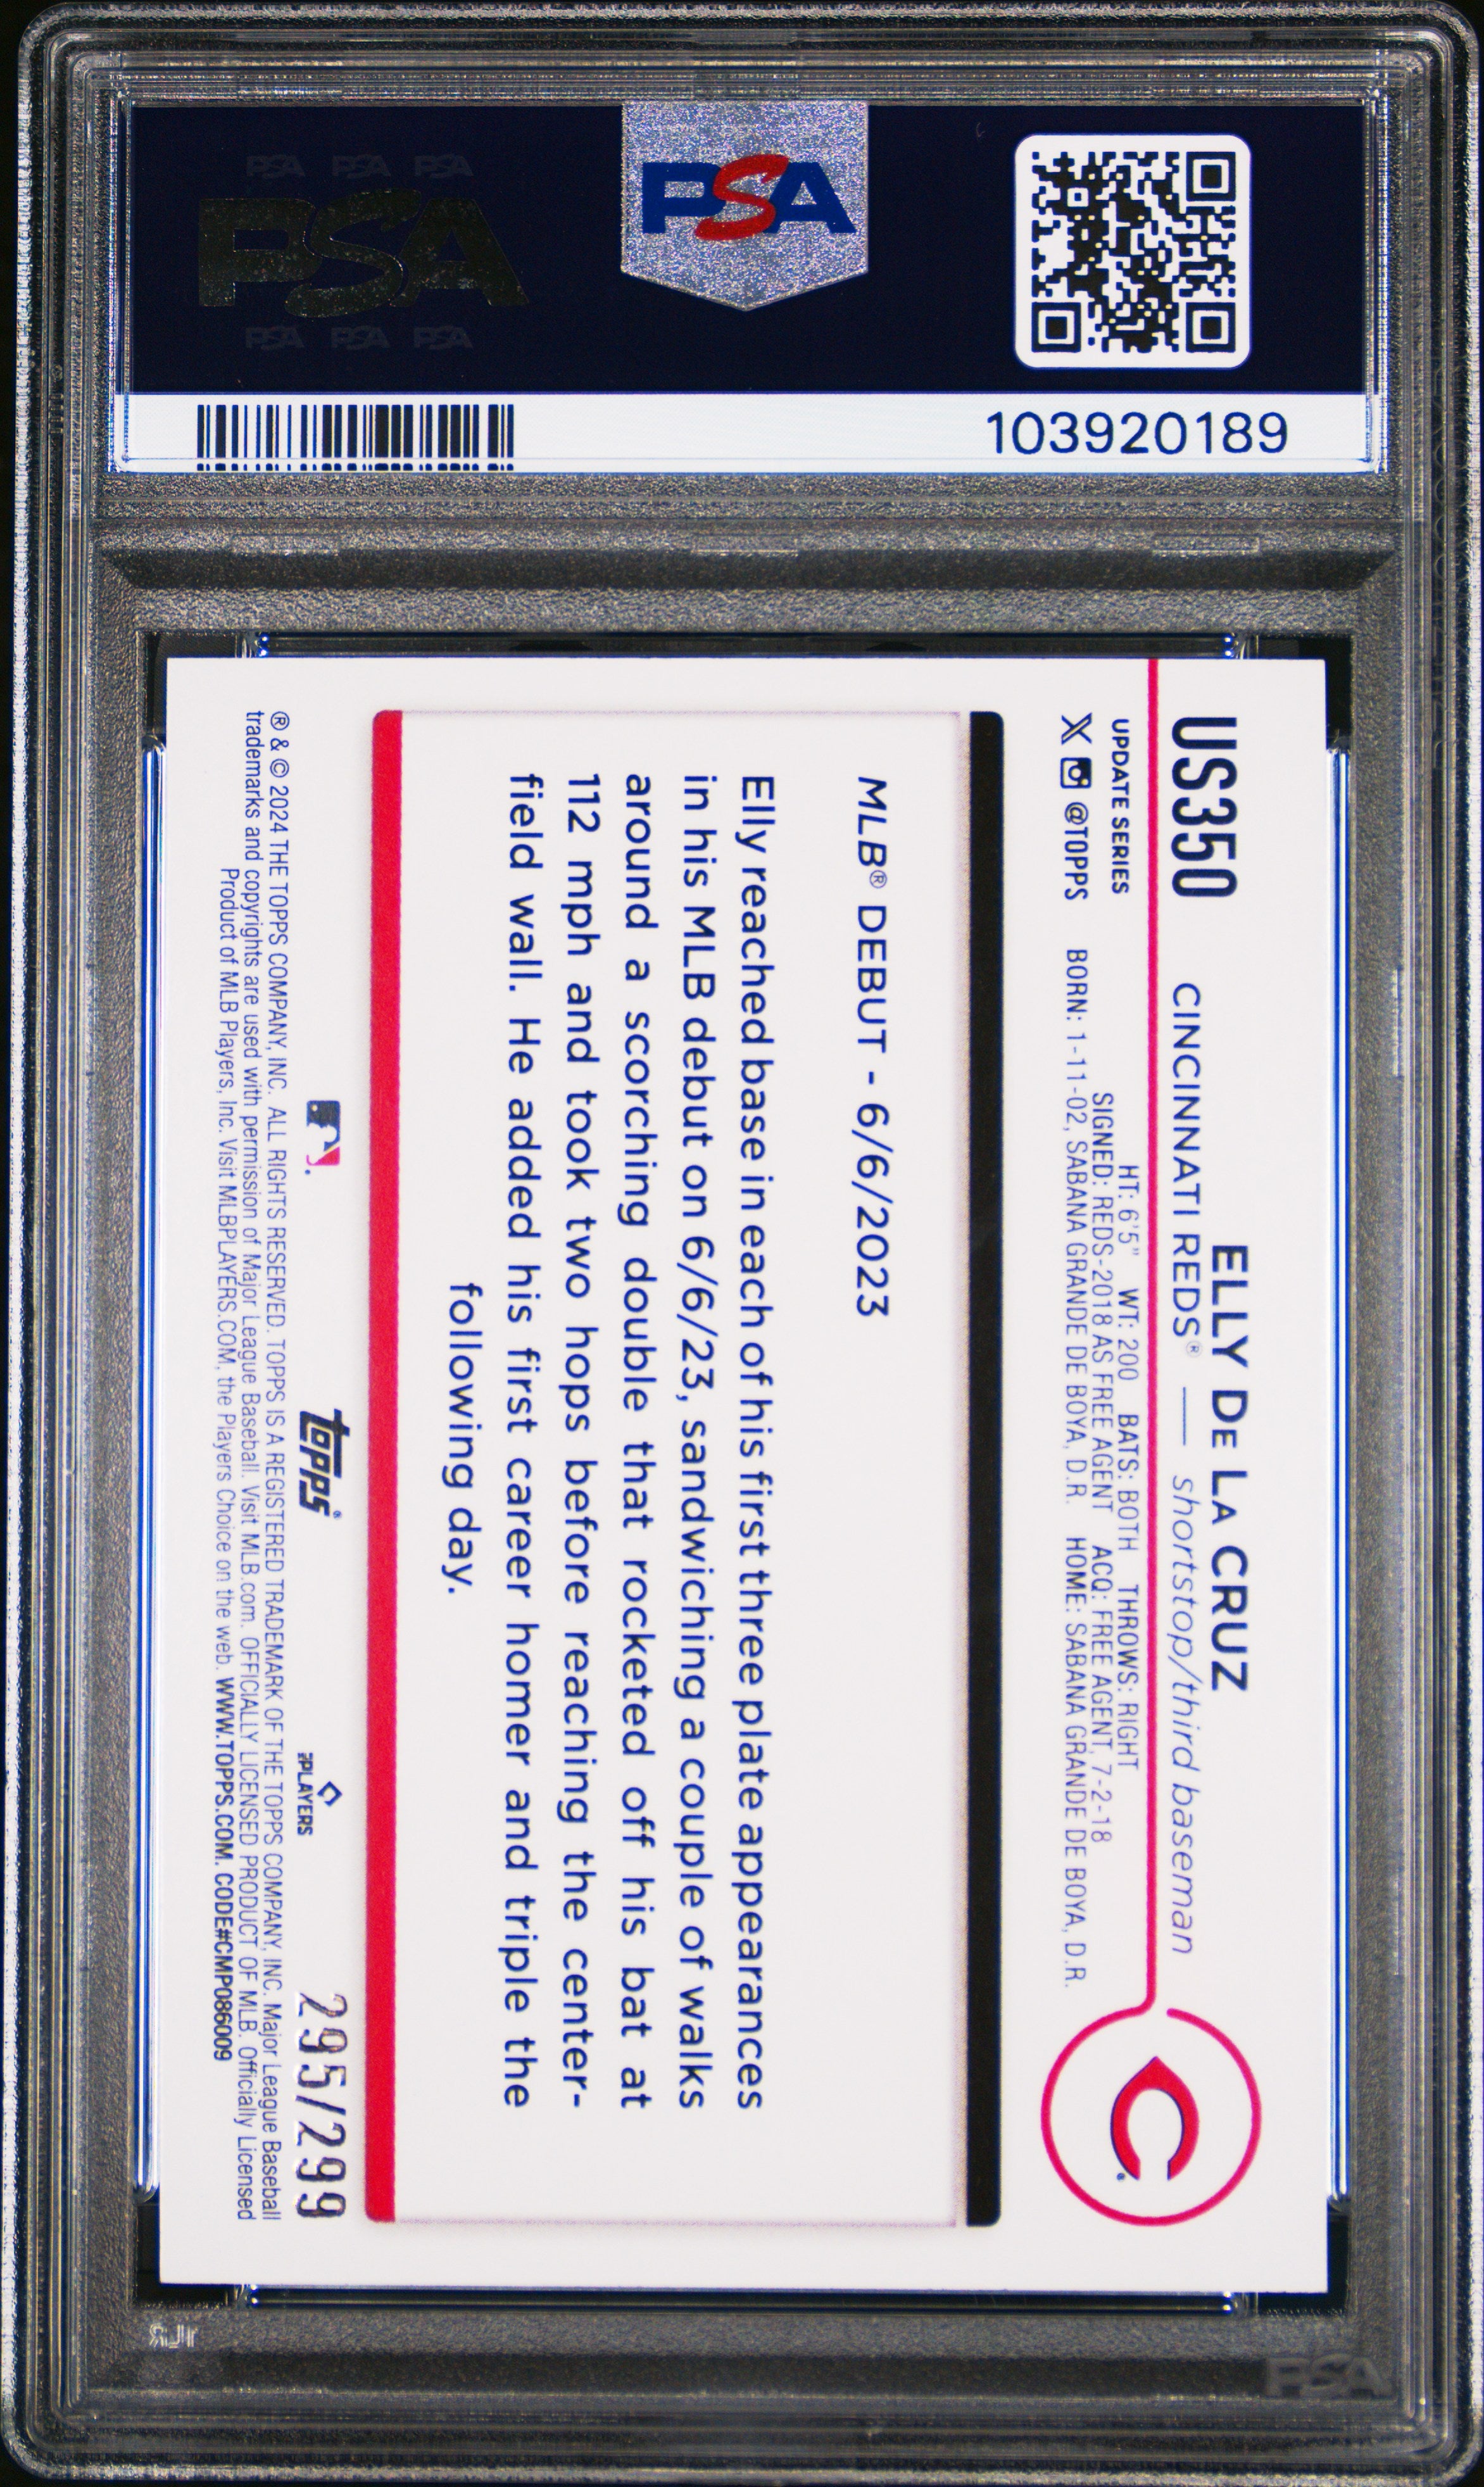 PSA PSA PSA
PSA
PSA PSA PSA
PSA
103920189
US350
ELLY DE LA CRUZ
CINCINNATI REDS® — shortstop/third baseman
UPDATE SERIES
HT: 6'5" WT: 200 BATS: BOTH THROWS: RIGHT
SIGNED: REDS-2018 AS FREE AGENT ACQ: FREE AGENT, 7-2-18
X @TOPPS
BORN: 1-11-02, SABANA GRANDE DE BOYA, D.R. HOME: SABANA GRANDE DE BOYA, D.R.
C
MLB® DEBUT - 6/6/2023
Elly reached base in each of his first three plate appearances
in his MLB debut on 6/6/23, sandwiching a couple of walks
around a scorching double that rocketed off his bat at
112 mph and took two hops before reaching the center-
field wall. He added his first career homer and triple the
following day.
topps®
PLAYERS
295/299
® & © 2024 THE TOPPS COMPANY, INC. ALL RIGHTS RESERVED. TOPPS IS A REGISTERED TRADEMARK OF THE TOPPS COMPANY, INC. Major League Baseball
trademarks and copyrights are used with permission of Major League Baseball. Visit MLB.com. OFFICIALLY LICENSED PRODUCT OF MLB. Officially Licensed
Product of MLB Players, Inc. Visit MLBPLAYERS.COM, the Players Choice on the web. WWW.TOPPS.COM. CODE#CMP086009
PSA